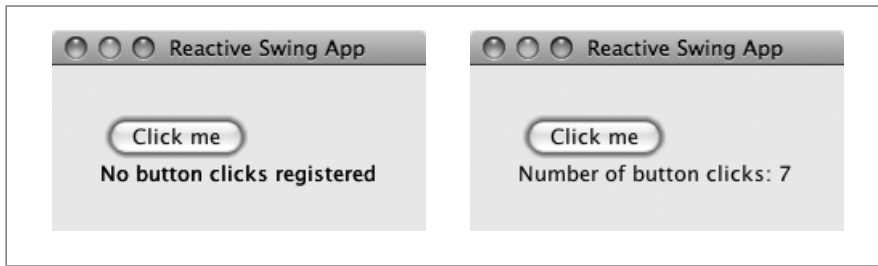 Reactive Swing App
Click me
No button clicks registered
Reactive Swing App
Click me
Number of button clicks: 7